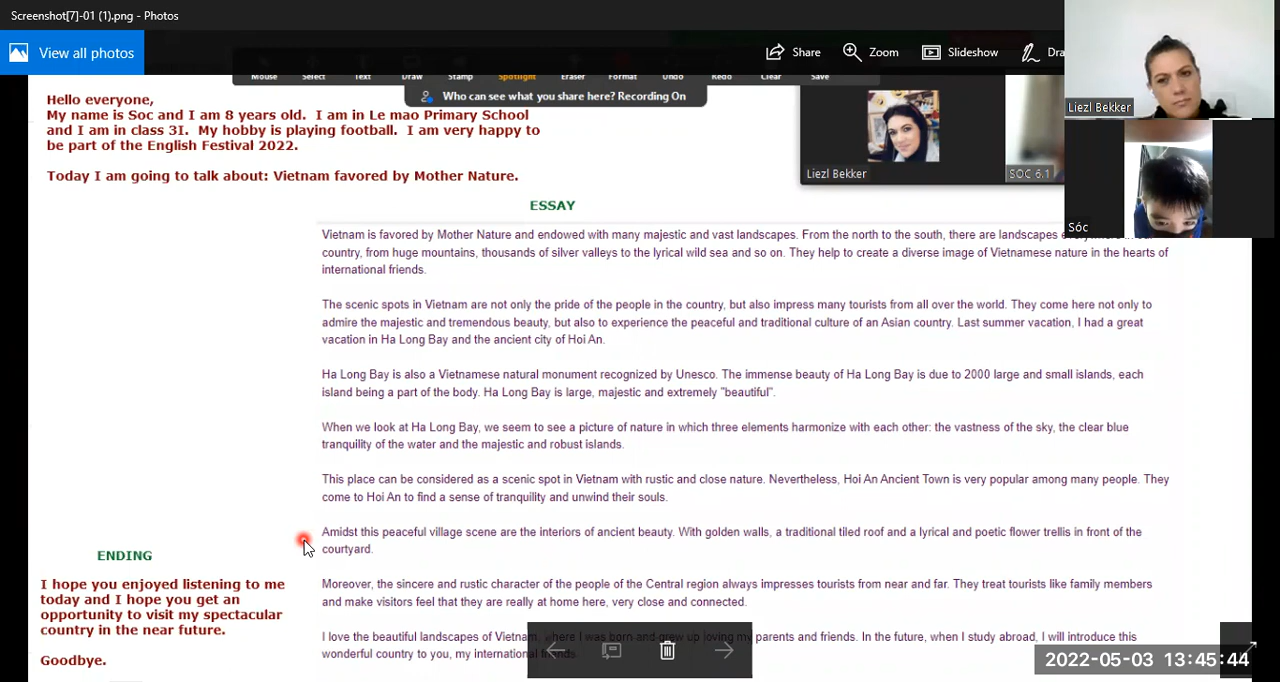 Screenshot[7]-01 (1).png - Photos
View all photos
Share
Zoom
Slideshow
Mouse
Select
Text
Draw
Stamp
Spotlight
Eraser
Format
Undo
Redo
Clear
Save
Who can see what you share here? Recording On
Liezl Bekker
SOC 6.1
Liezl Bekker
Sóc
Hello everyone,
My name is Soc and I am 8 years old. I am in Le mao Primary School
and I am in class 3I. My hobby is playing football. I am very happy to
be part of the English Festival 2022.
Today I am going to talk about: Vietnam favored by Mother Nature.
ESSAY
Vietnam is favored by Mother Nature and endowed with many majestic and vast landscapes. From the north to the south, there are landscapes
country, from huge mountains, thousands of silver valleys to the lyrical wild sea and so on. They help to create a diverse image of Vietnamese nature in the hearts of
international friends.
The scenic spots in Vietnam are not only the pride of the people in the country, but also impress many tourists from all over the world. They come here not only to
admire the majestic and tremendous beauty, but also to experience the peaceful and traditional culture of an Asian country. Last summer vacation, I had a great
vacation in Ha Long Bay and the ancient city of Hoi An.
Ha Long Bay is also a Vietnamese natural monument recognized by Unesco. The immense beauty of Ha Long Bay is due to 2000 large and small islands, each
island being a part of the body. Ha Long Bay is large, majestic and extremely "beautiful".
When we look at Ha Long Bay, we seem to see a picture of nature in which three elements harmonize with each other: the vastness of the sky, the clear blue
tranquility of the water and the majestic and robust islands.
This place can be considered as a scenic spot in Vietnam with rustic and close nature. Nevertheless, Hoi An Ancient Town is very popular among many people. They
come to Hoi An to find a sense of tranquility and unwind their souls.
Amidst this peaceful village scene are the interiors of ancient beauty. With golden walls, a traditional tiled roof and a lyrical and poetic flower trellis in front of the
courtyard.
Moreover, the sincere and rustic character of the people of the Central region always impresses tourists from near and far. They treat tourists like family members
and make visitors feel that they are really at home here, very close and connected.
I love the beautiful landscapes of Vietnam, where I was born and grew up loving my parents and friends. In the future, when I study abroad, I will introduce this
wonderful country to you, my international friends.
ENDING
I hope you enjoyed listening to me
today and I hope you get an
opportunity to visit my spectacular
country in the near future.
Goodbye.
2022-05-03 13:45:44